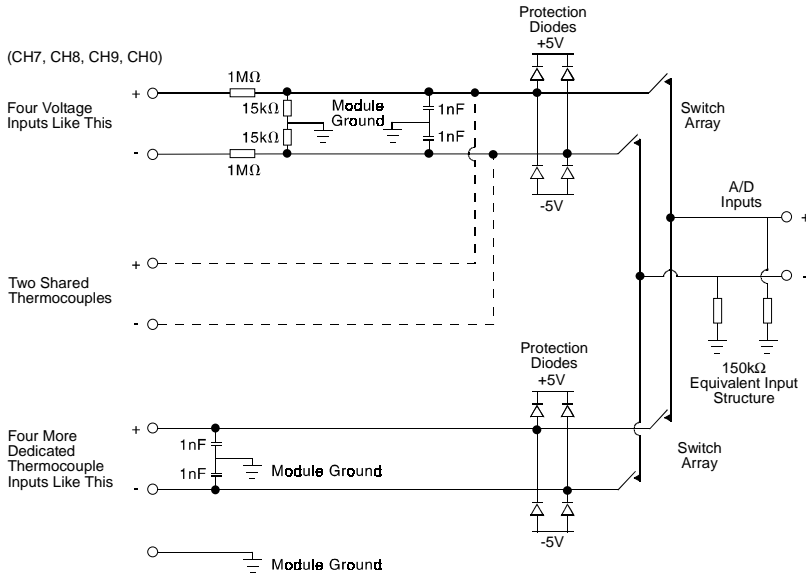 Protection
Diodes
+5V
(CH7, CH8, CH9, CH0)
1MΩ
+
Four Voltage
Inputs Like This
15kΩ
15kΩ
Module
Ground
1nF
1nF
Switch
Array
-
1MΩ
-5V
A/D
Inputs
+
-
+
Two Shared
Thermocouples
-
Protection
Diodes
+5V
150kΩ
Equivalent Input
Structure
+
Four More
Dedicated
Thermocouple
Inputs Like This
1nF
1nF
Module Ground
Switch
Array
-
-5V
Module Ground